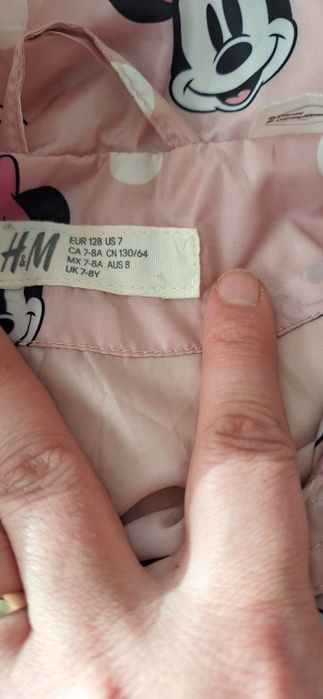 H&M
EUR 128 US 7
CA 7-8A CN 130/64
MX 7-8A AUS 8
UK 7-8Y